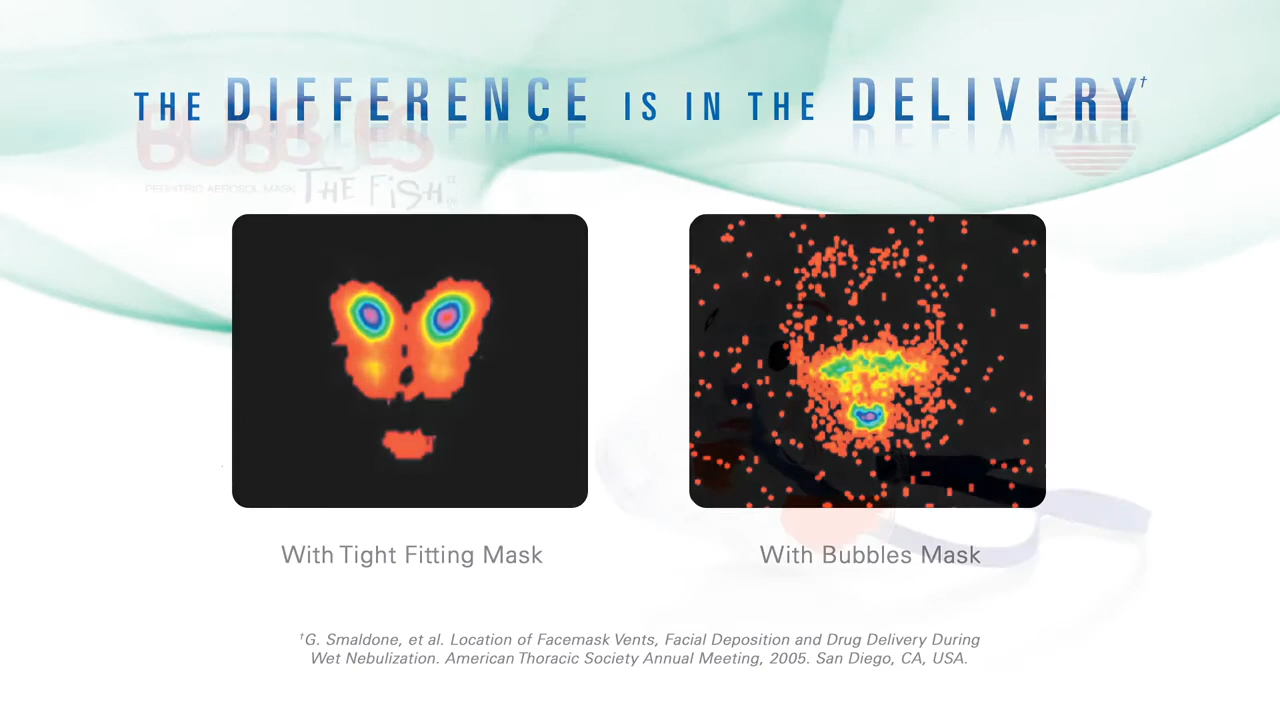 THE DIFFERENCE IS IN THE DELIVERY†
BUBBLES
THE FISH II
PEDIATRIC AEROSOL MASK
PARI
With Tight Fitting Mask
With Bubbles Mask
†G. Smaldone, et al. Location of Facemask Vents, Facial Deposition and Drug Delivery During
Wet Nebulization. American Thoracic Society Annual Meeting, 2005. San Diego, CA, USA.